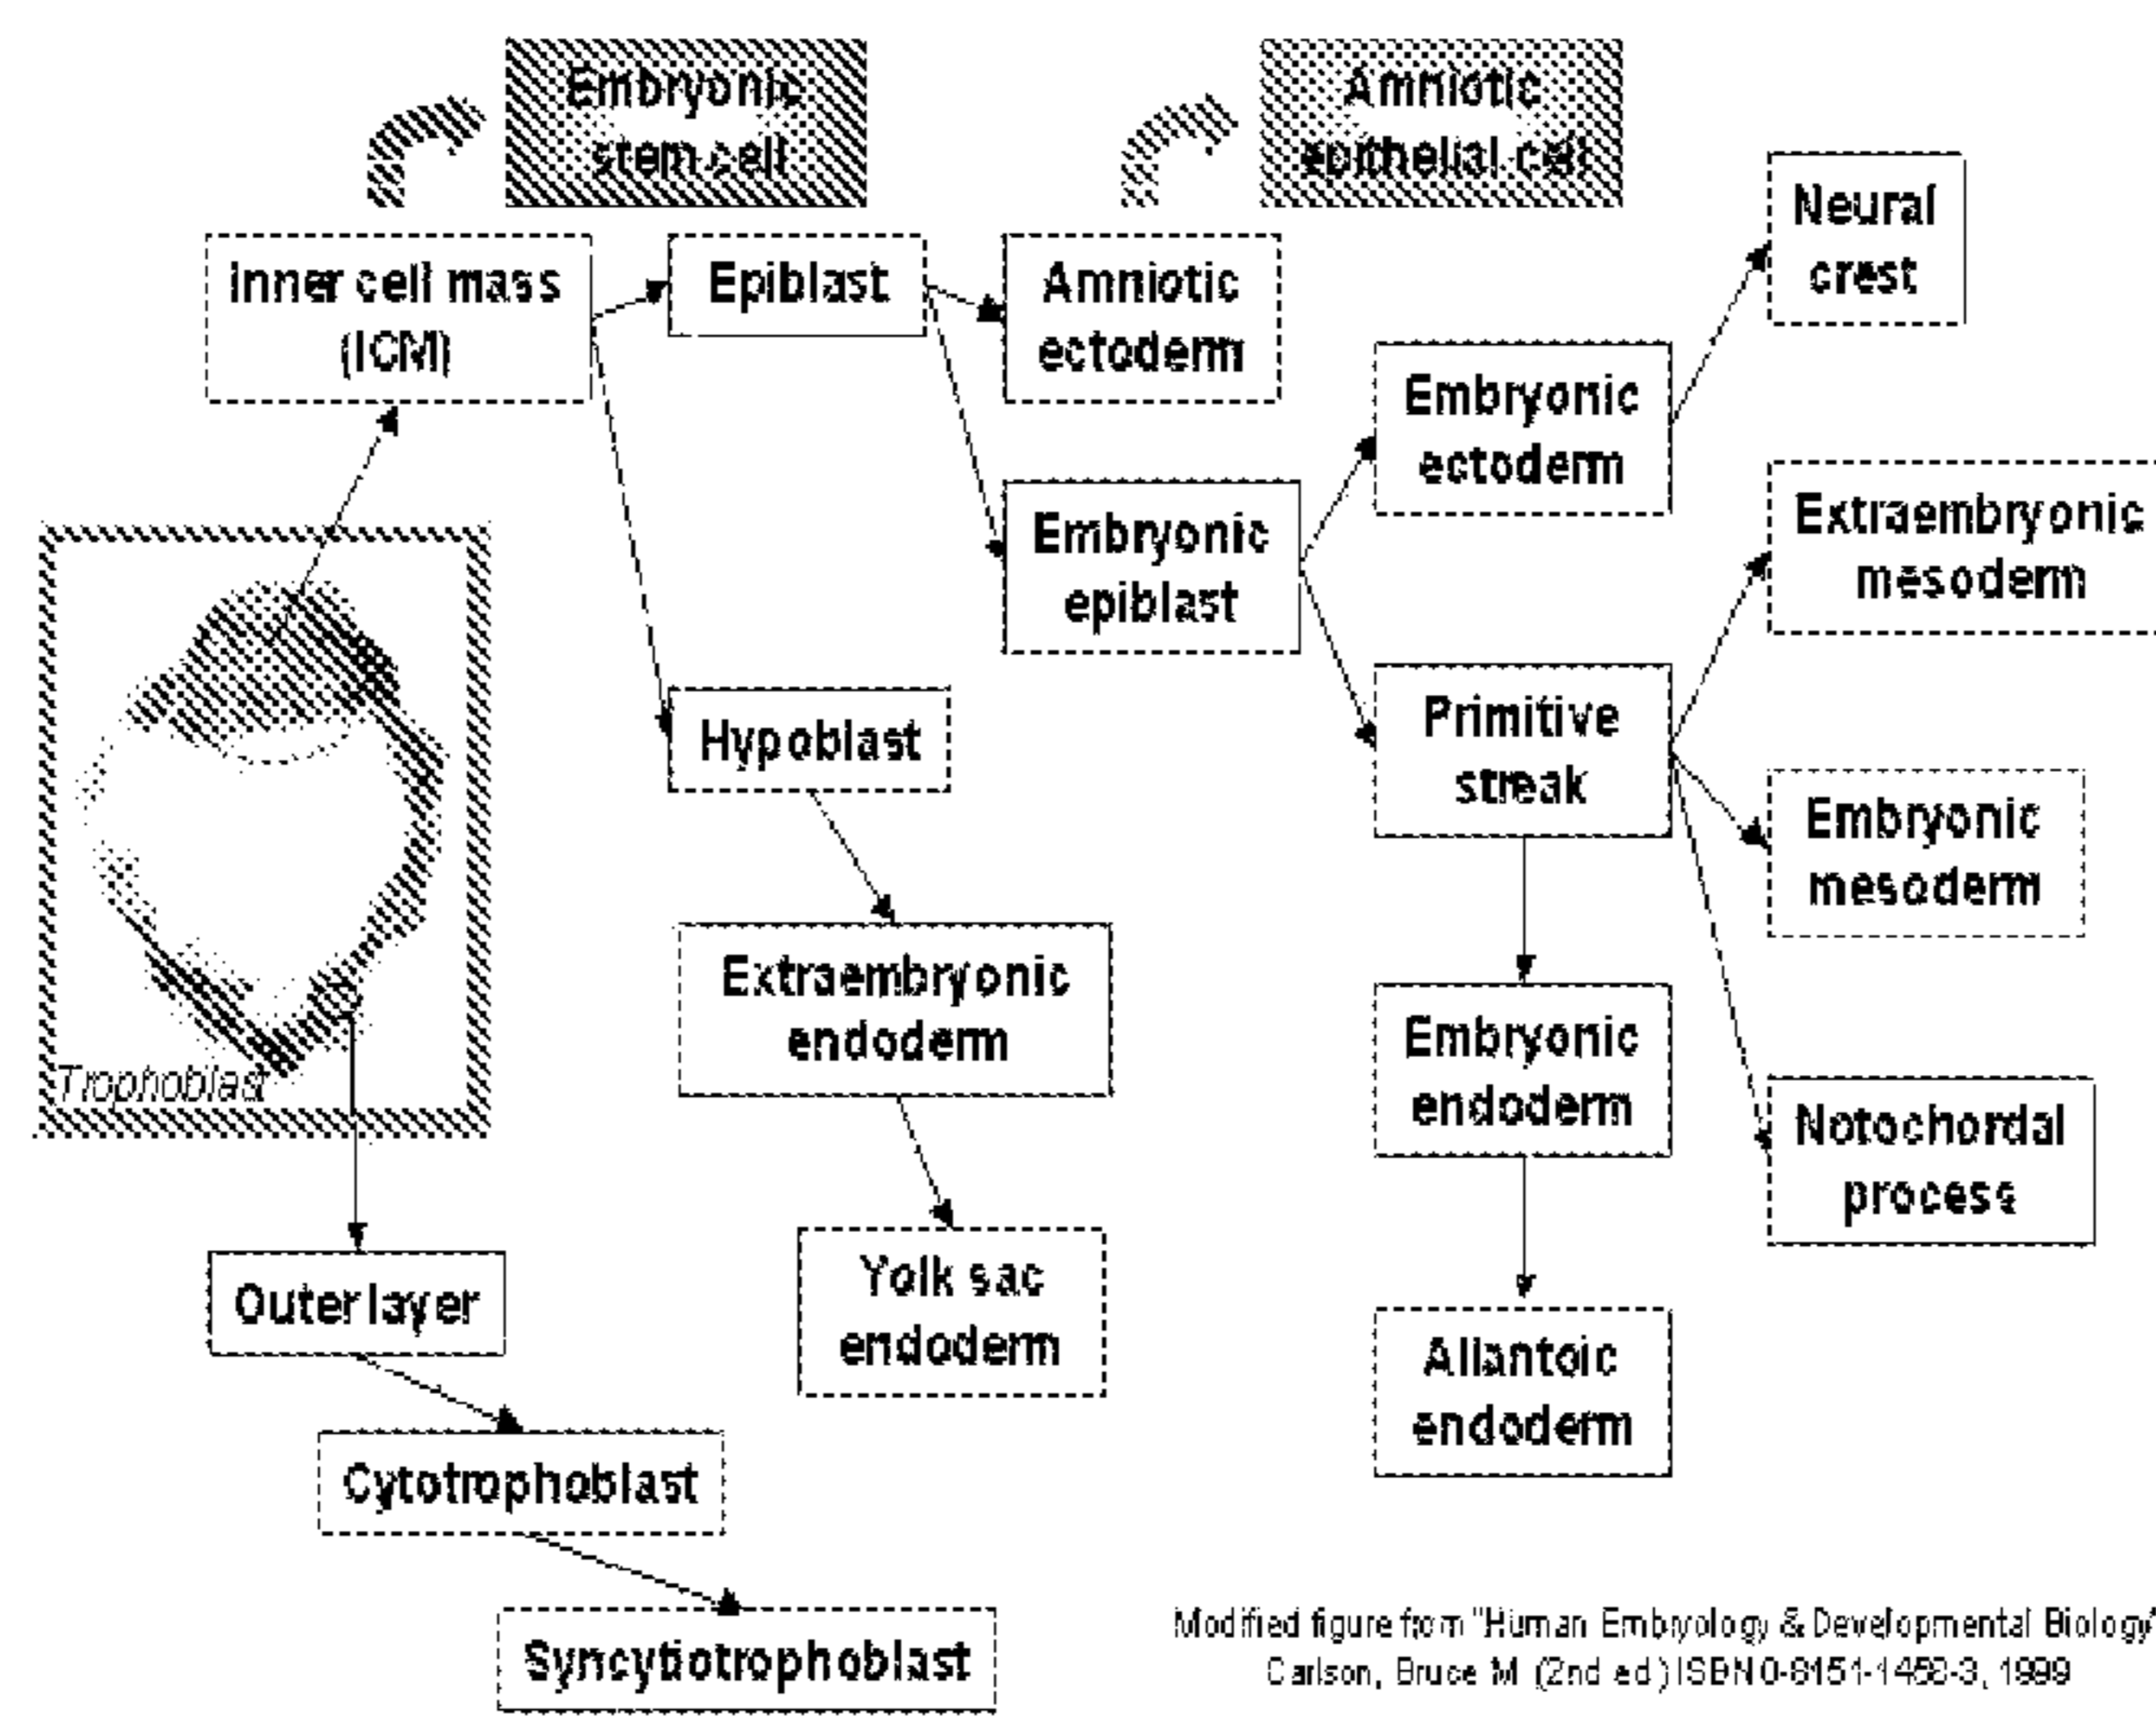 Embryonic
stem cell
Amniotic
epithelial cell
Neural
crest
Inner cell mass
(ICM)
Epiblast
Amniotic
ectoderm
Embryonic
ectoderm
Extraembryonic
mesoderm
Embryonic
epiblast
Hypoblast
Primitive
streak
Embryonic
mesoderm
Extraembryonic
endoderm
Embryonic
endoderm
Trophoblast
Notochordal
process
Outer layer
Yolk sac
endoderm
Allantoic
endoderm
Cytotrophoblast
Syncytiotrophoblast
Modified figure from "Human Embryology & Developmental Biology"
Carlson, Bruce M (2nd ed.) ISBN 0-8151-1458-3, 1999